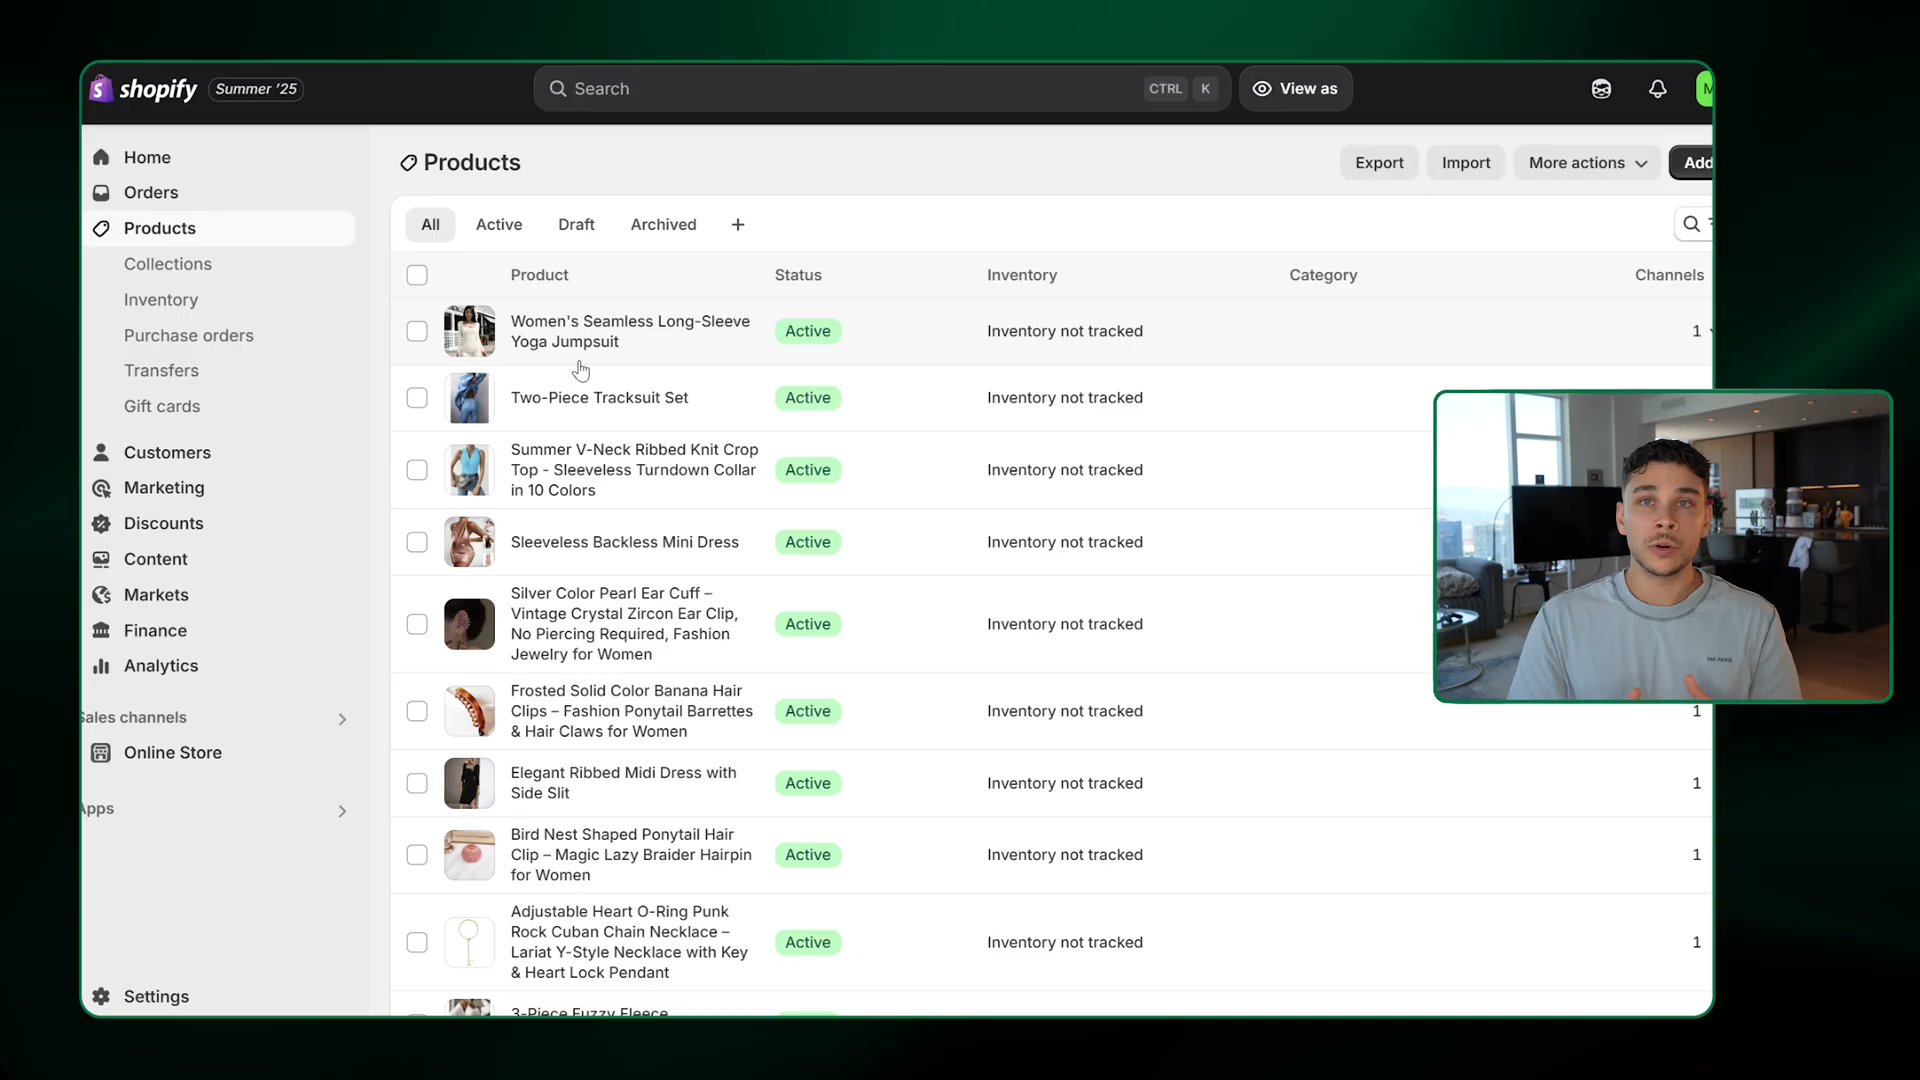 shopify
Summer '25
Search
CTRL K
View as
Home
Orders
Products
Collections
Inventory
Purchase orders
Transfers
Gift cards
Customers
Marketing
Discounts
Content
Markets
Finance
Analytics
Sales channels
Online Store
Apps
Settings
Products
Export
Import
More actions
Add
All
Active
Draft
Archived
Product
Status
Inventory
Category
Channels
Women's Seamless Long-Sleeve
Yoga Jumpsuit
Active
Inventory not tracked
1
Two-Piece Tracksuit Set
Active
Inventory not tracked
Summer V-Neck Ribbed Knit Crop
Top - Sleeveless Turndown Collar
in 10 Colors
Active
Inventory not tracked
Sleeveless Backless Mini Dress
Active
Inventory not tracked
Silver Color Pearl Ear Cuff –
Vintage Crystal Zircon Ear Clip,
No Piercing Required, Fashion
Jewelry for Women
Active
Inventory not tracked
Frosted Solid Color Banana Hair
Clips – Fashion Ponytail Barrettes
& Hair Claws for Women
Active
Inventory not tracked
1
Elegant Ribbed Midi Dress with
Side Slit
Active
Inventory not tracked
1
Bird Nest Shaped Ponytail Hair
Clip – Magic Lazy Braider Hairpin
for Women
Active
Inventory not tracked
1
Adjustable Heart O-Ring Punk
Rock Cuban Chain Necklace –
Lariat Y-Style Necklace with Key
& Heart Lock Pendant
Active
Inventory not tracked
1
3-Piece Fuzzy Fleece